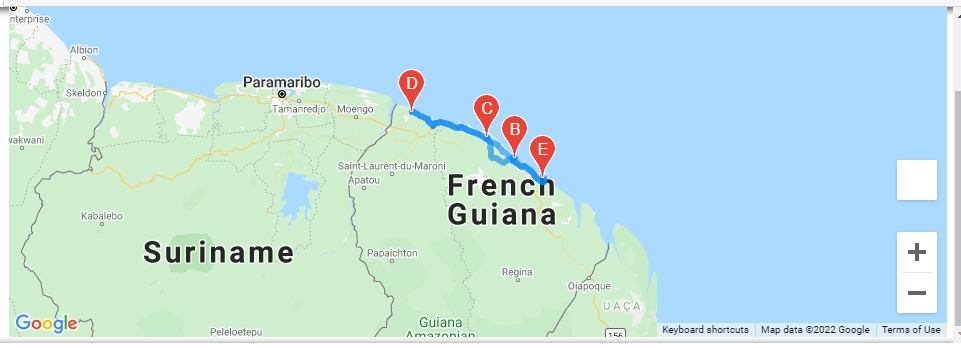 nterprise
Albion
Skeldon
wakwani
Paramaribo
Tamanredjo
Moengo
D
C
B
E
Saint-Laurent-du-Maroni
Apatou
French
Guiana
Kabalebo
Suriname
Papaichton
Regina
Oiapoque
UAÇA
Guiana
Amazonian
Peleloetepu
156
+
−
Google
Keyboard shortcuts
Map data ©2022 Google
Terms of Use